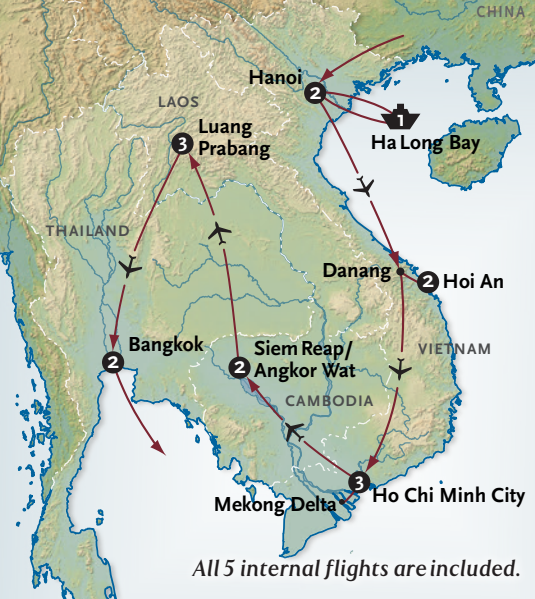 CHINA
Hanoi
2
LAOS
1
Luang
Prabang
3
Ha Long Bay
THAILAND
Danang
2
Hoi An
Bangkok
2
Siem Reap/
Angkor Wat
2
VIETNAM
CAMBODIA
3
Ho Chi Minh City
Mekong Delta
All 5 internal flights are included.